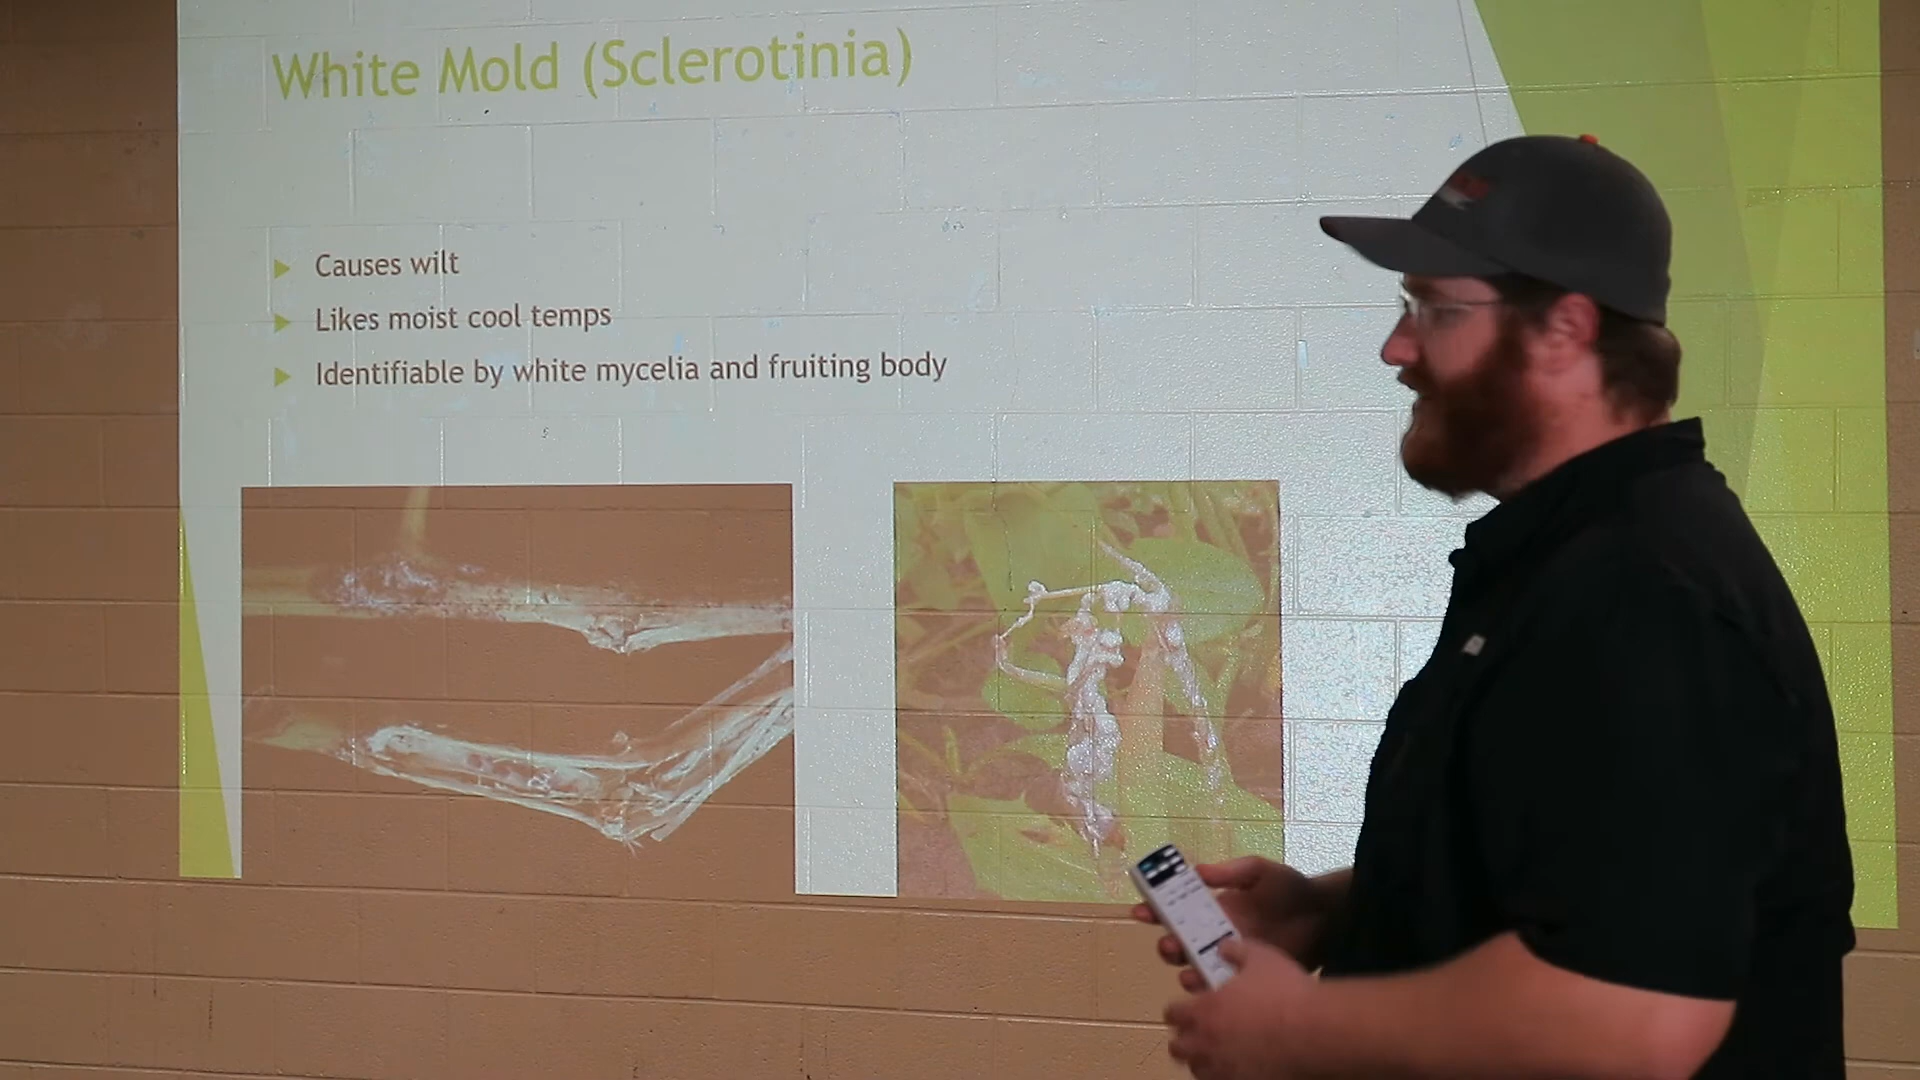 White Mold (Sclerotinia)
Causes wilt
Likes moist cool temps
Identifiable by white mycelia and fruiting body